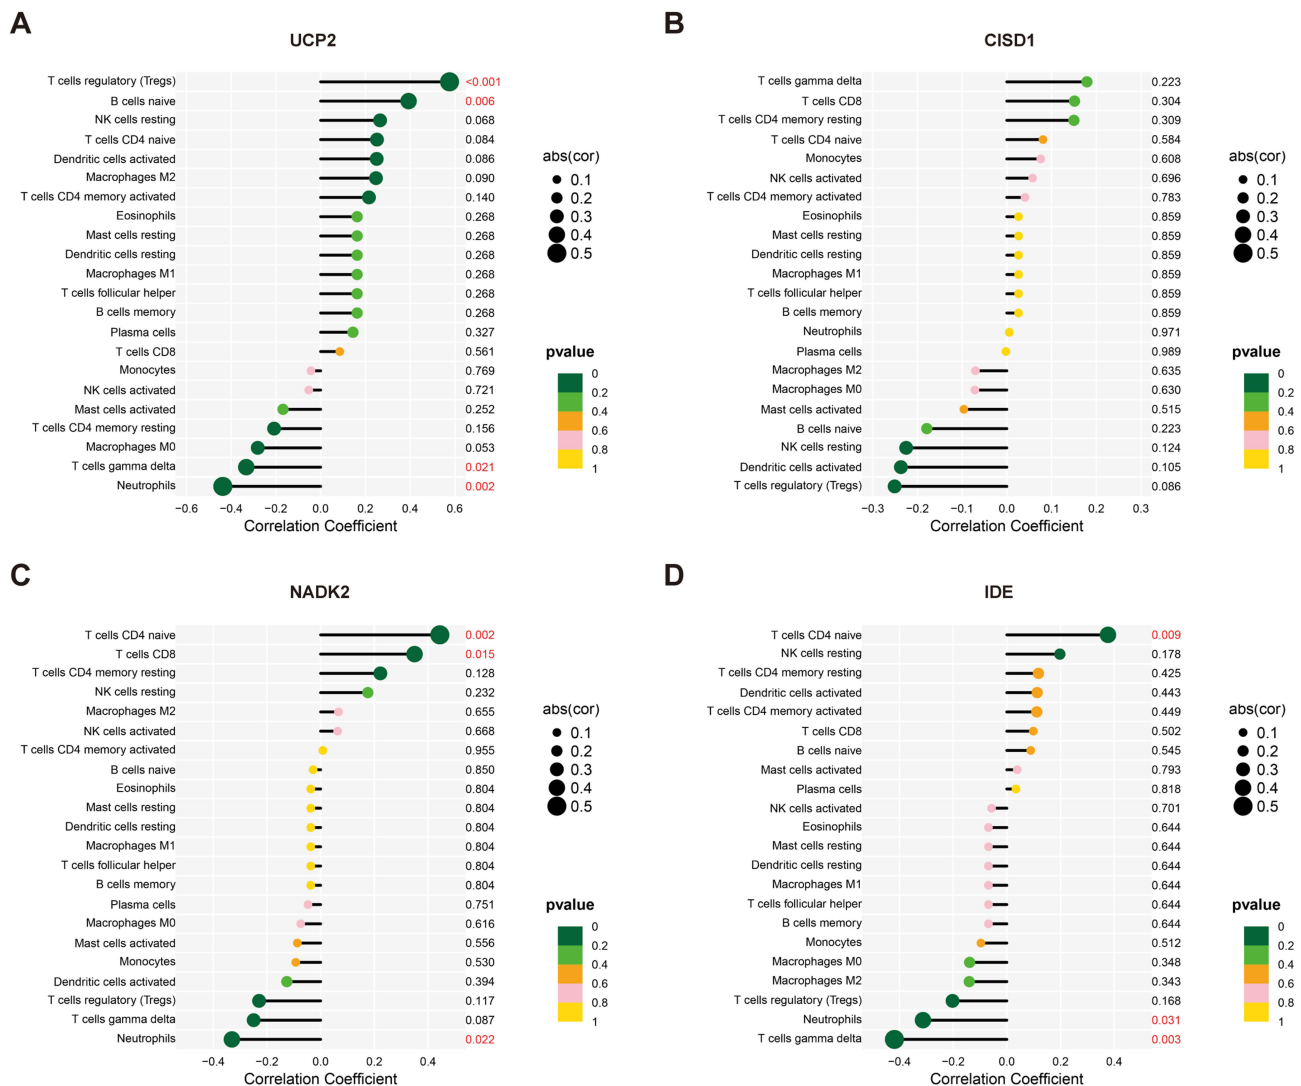 A
UCP2
T cells regulatory (Tregs) <0.001
B cells naive 0.006
NK cells resting 0.068
T cells CD4 naive 0.084
Dendritic cells activated 0.086
Macrophages M2 0.090
T cells CD4 memory activated 0.140
Eosinophils 0.268
Mast cells resting 0.268
Dendritic cells resting 0.268
Macrophages M1 0.268
T cells follicular helper 0.268
B cells memory 0.268
Plasma cells 0.327
T cells CD8 0.561
Monocytes 0.769
NK cells activated 0.721
Mast cells activated 0.252
T cells CD4 memory resting 0.156
Macrophages M0 0.053
T cells gamma delta 0.021
Neutrophils 0.002
−0.6 −0.4 −0.2 0.0 0.2 0.4 0.6
Correlation Coefficient
abs(cor)
0.1
0.2
0.3
0.4
0.5
pvalue
0
0.2
0.4
0.6
0.8
1
B
CISD1
T cells gamma delta 0.223
T cells CD8 0.304
T cells CD4 memory resting 0.309
T cells CD4 naive 0.584
Monocytes 0.608
NK cells activated 0.696
T cells CD4 memory activated 0.783
Eosinophils 0.859
Mast cells resting 0.859
Dendritic cells resting 0.859
Macrophages M1 0.859
T cells follicular helper 0.859
B cells memory 0.859
Neutrophils 0.971
Plasma cells 0.989
Macrophages M2 0.635
Macrophages M0 0.630
Mast cells activated 0.515
B cells naive 0.223
NK cells resting 0.124
Dendritic cells activated 0.105
T cells regulatory (Tregs) 0.086
−0.3 −0.2 −0.1 0.0 0.1 0.2 0.3
Correlation Coefficient
abs(cor)
0.1
0.2
0.3
0.4
0.5
pvalue
0
0.2
0.4
0.6
0.8
1
C
NADK2
T cells CD4 naive 0.002
T cells CD8 0.015
T cells CD4 memory resting 0.128
NK cells resting 0.232
Macrophages M2 0.655
NK cells activated 0.668
T cells CD4 memory activated 0.955
B cells naive 0.850
Eosinophils 0.804
Mast cells resting 0.804
Dendritic cells resting 0.804
Macrophages M1 0.804
T cells follicular helper 0.804
B cells memory 0.804
Plasma cells 0.751
Macrophages M0 0.616
Mast cells activated 0.556
Monocytes 0.530
Dendritic cells activated 0.394
T cells regulatory (Tregs) 0.117
T cells gamma delta 0.087
Neutrophils 0.022
−0.4 −0.2 0.0 0.2 0.4
Correlation Coefficient
abs(cor)
0.1
0.2
0.3
0.4
0.5
pvalue
0
0.2
0.4
0.6
0.8
1
D
IDE
T cells CD4 naive 0.009
NK cells resting 0.178
T cells CD4 memory resting 0.425
Dendritic cells activated 0.443
T cells CD4 memory activated 0.449
T cells CD8 0.502
B cells naive 0.545
Mast cells activated 0.793
Plasma cells 0.818
NK cells activated 0.701
Eosinophils 0.644
Mast cells resting 0.644
Dendritic cells resting 0.644
Macrophages M1 0.644
T cells follicular helper 0.644
B cells memory 0.644
Monocytes 0.512
Macrophages M0 0.348
Macrophages M2 0.343
T cells regulatory (Tregs) 0.168
Neutrophils 0.031
T cells gamma delta 0.003
−0.4 −0.2 0.0 0.2 0.4
Correlation Coefficient
abs(cor)
0.1
0.2
0.3
0.4
0.5
pvalue
0
0.2
0.4
0.6
0.8
1